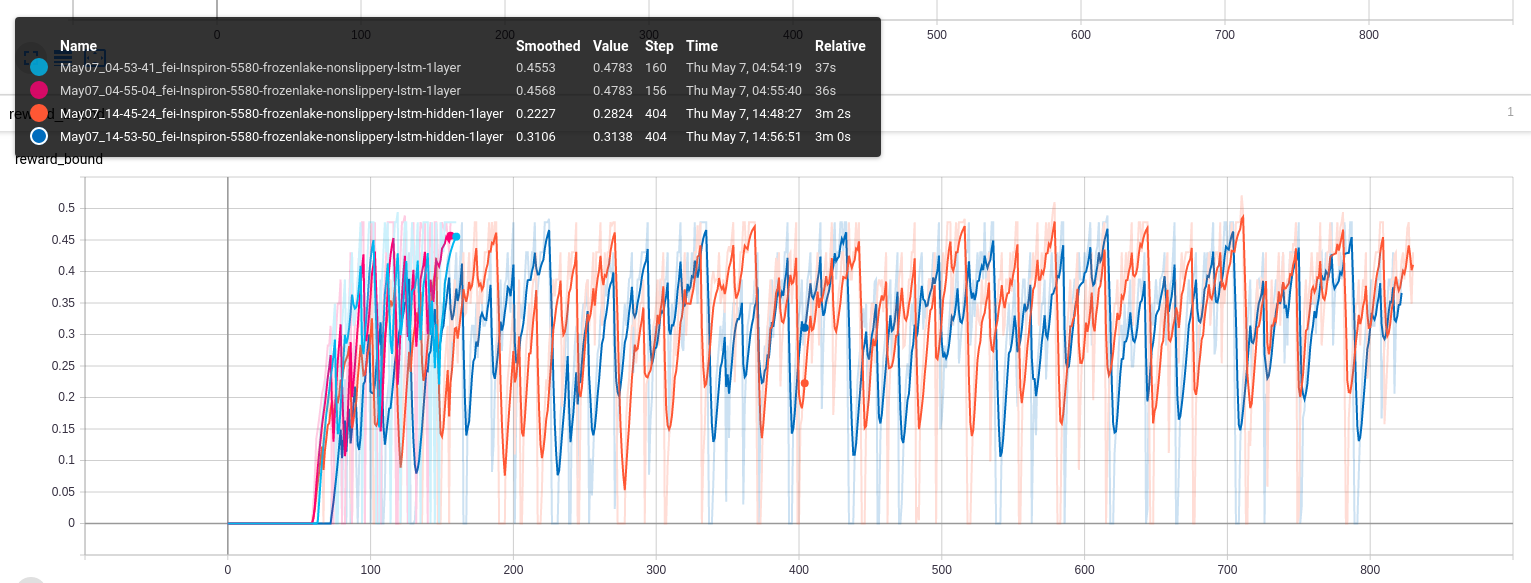 0 100 200 300 400 500 600 700 800
Name Smoothed Value Step Time Relative
May07_04-53-41_fei-Inspiron-5580-frozenlake-nonslippery-lstm-1layer 0.4553 0.4783 160 Thu May 7, 04:54:19 37s
May07_04-55-04_fei-Inspiron-5580-frozenlake-nonslippery-lstm-1layer 0.4568 0.4783 156 Thu May 7, 04:55:40 36s
May07_14-45-24_fei-Inspiron-5580-frozenlake-nonslippery-lstm-hidden-1layer 0.2227 0.2824 404 Thu May 7, 14:48:27 3m 2s
1
May07_14-53-50_fei-Inspiron-5580-frozenlake-nonslippery-lstm-hidden-1layer 0.3106 0.3138 404 Thu May 7, 14:56:51 3m 0s
reward_bound
0.5
0.45
0.4
0.35
0.3
0.25
0.2
0.15
0.1
0.05
0
0 100 200 300 400 500 600 700 800